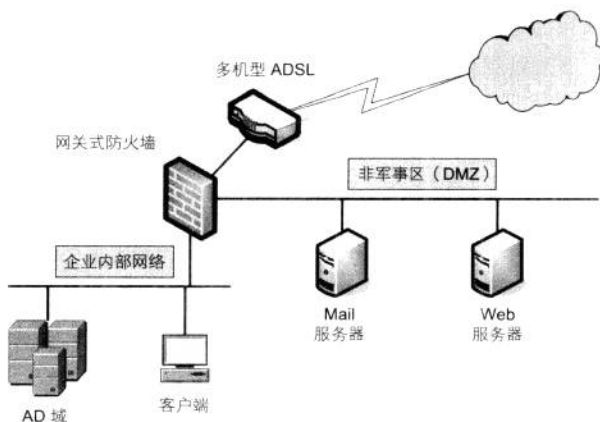 多机型 ADSL
网关式防火墙
非军事区（DMZ）
企业内部网络
Mail
服务器
Web
服务器
AD 域
客户端